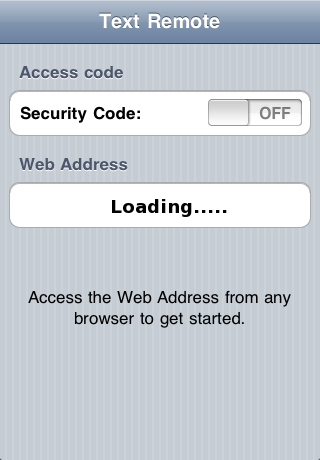 Text Remote
Access code
Security Code: OFF
Web Address
Loading.....
Access the Web Address from any
browser to get started.